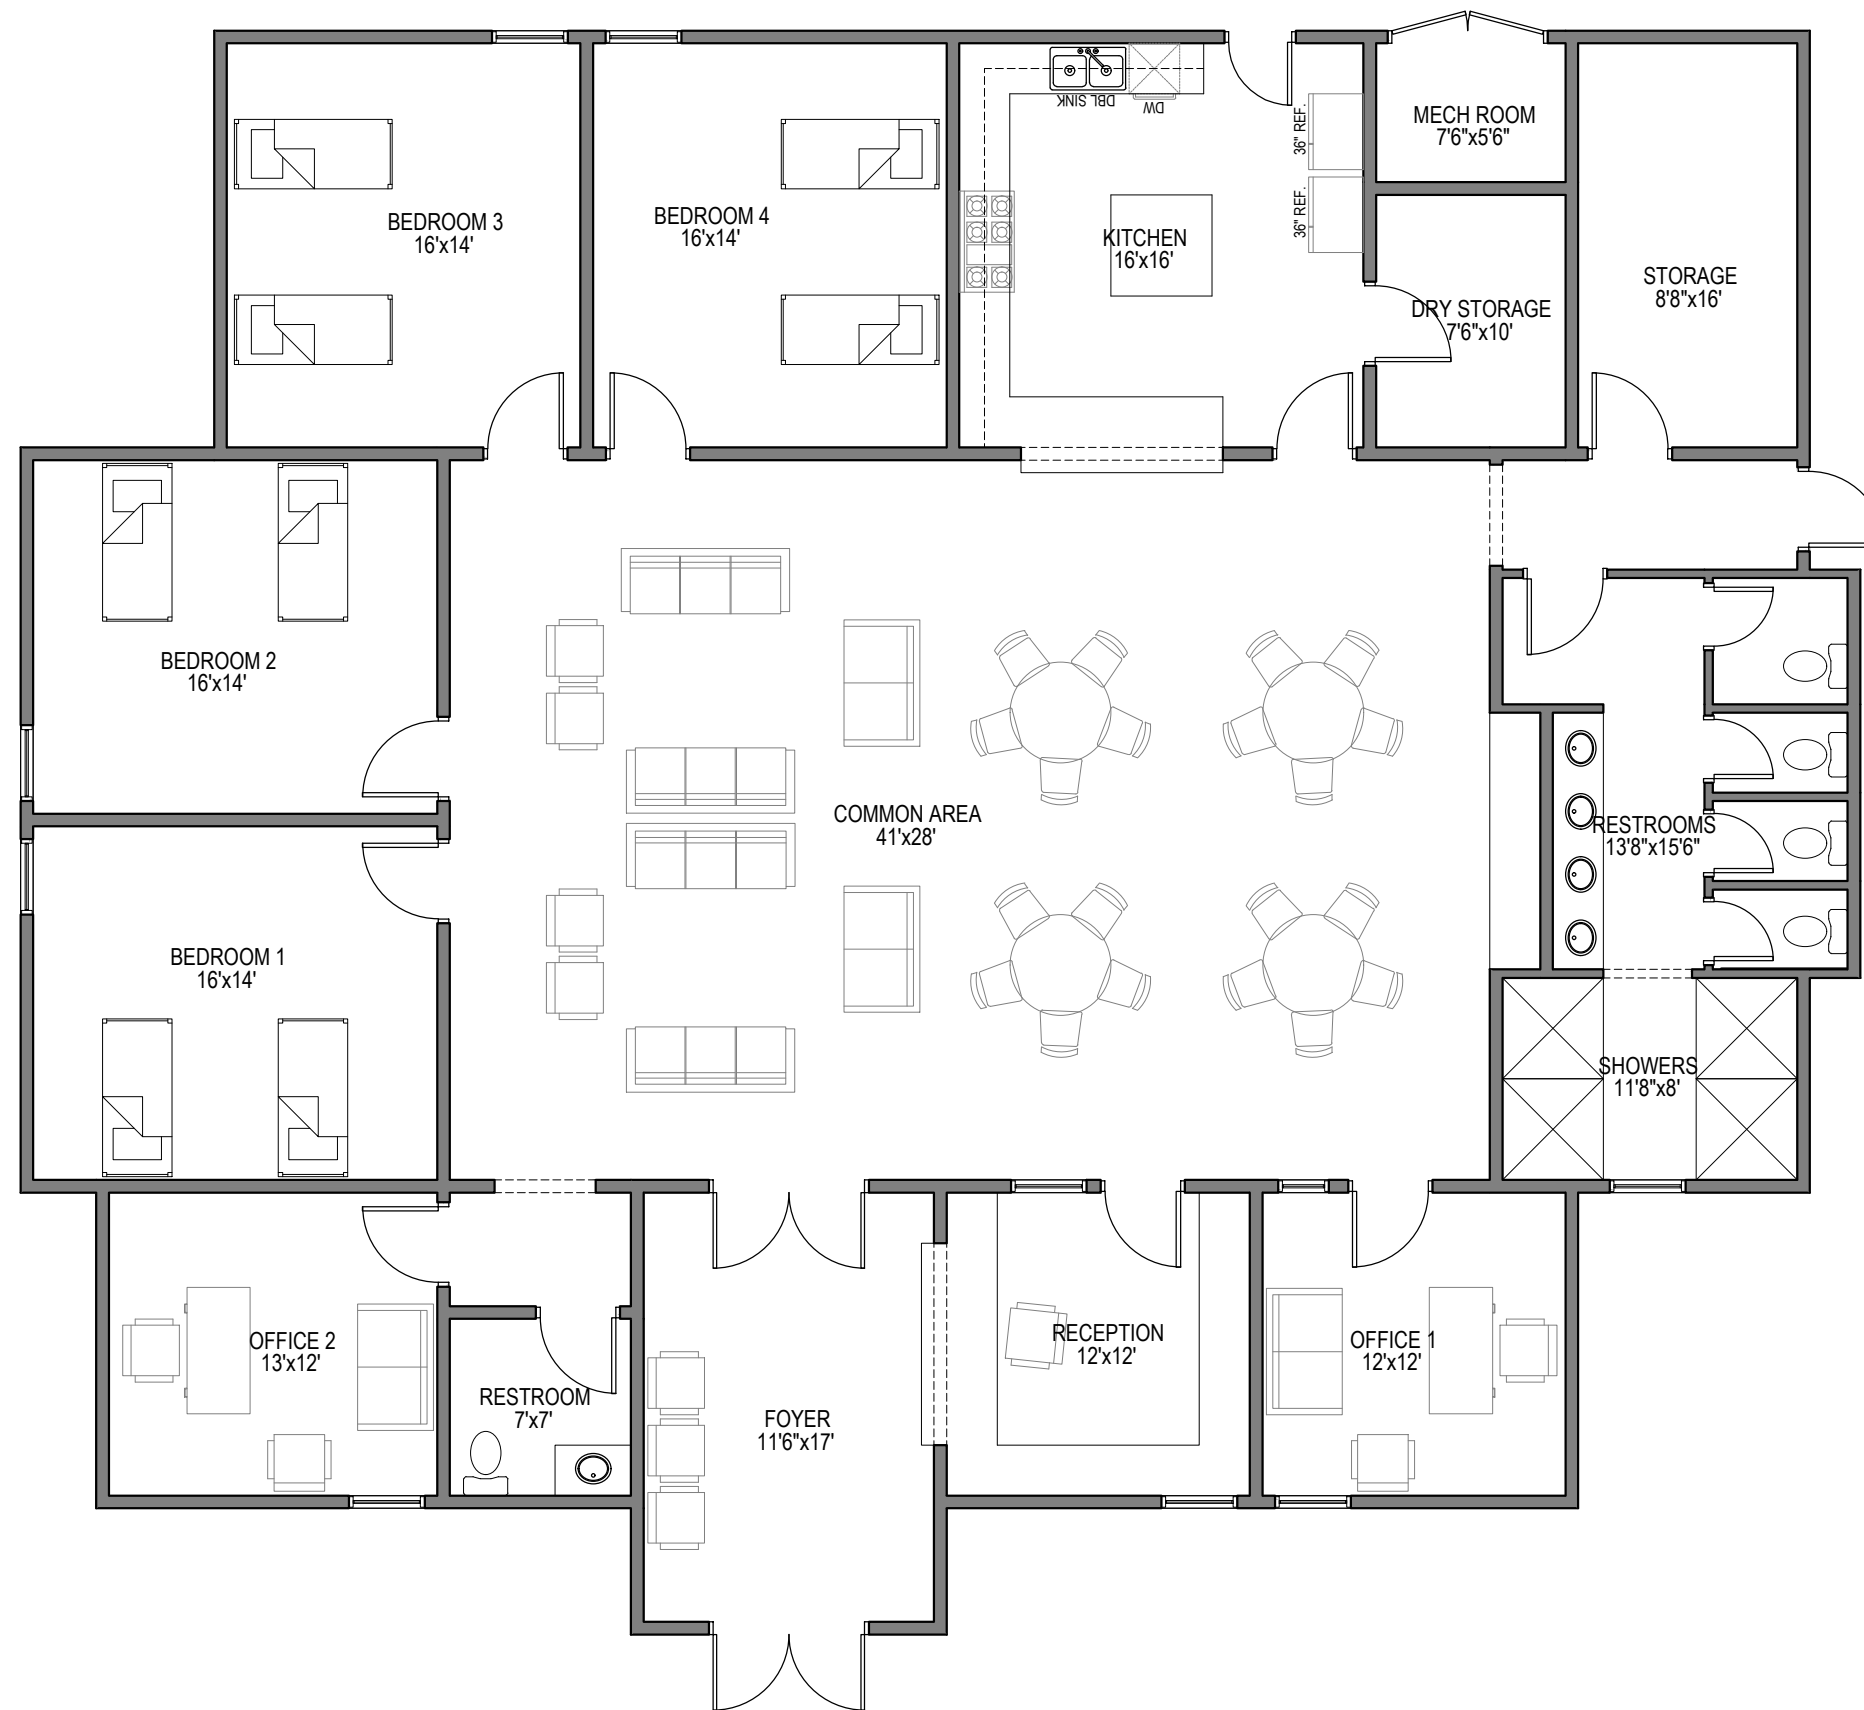 DBL SINK
DW
36" REF.
36" REF.
MECH ROOM
7'6"x5'6"
BEDROOM 3
16'x14'
BEDROOM 4
16'x14'
KITCHEN
16'x16'
STORAGE
8'8"x16'
DRY STORAGE
7'6"x10'
BEDROOM 2
16'x14'
COMMON AREA
41'x28'
RESTROOMS
13'8"x15'6"
BEDROOM 1
16'x14'
SHOWERS
11'8"x8'
OFFICE 2
13'x12'
RECEPTION
12'x12'
OFFICE 1
12'x12'
RESTROOM
7'x7'
FOYER
11'6"x17'